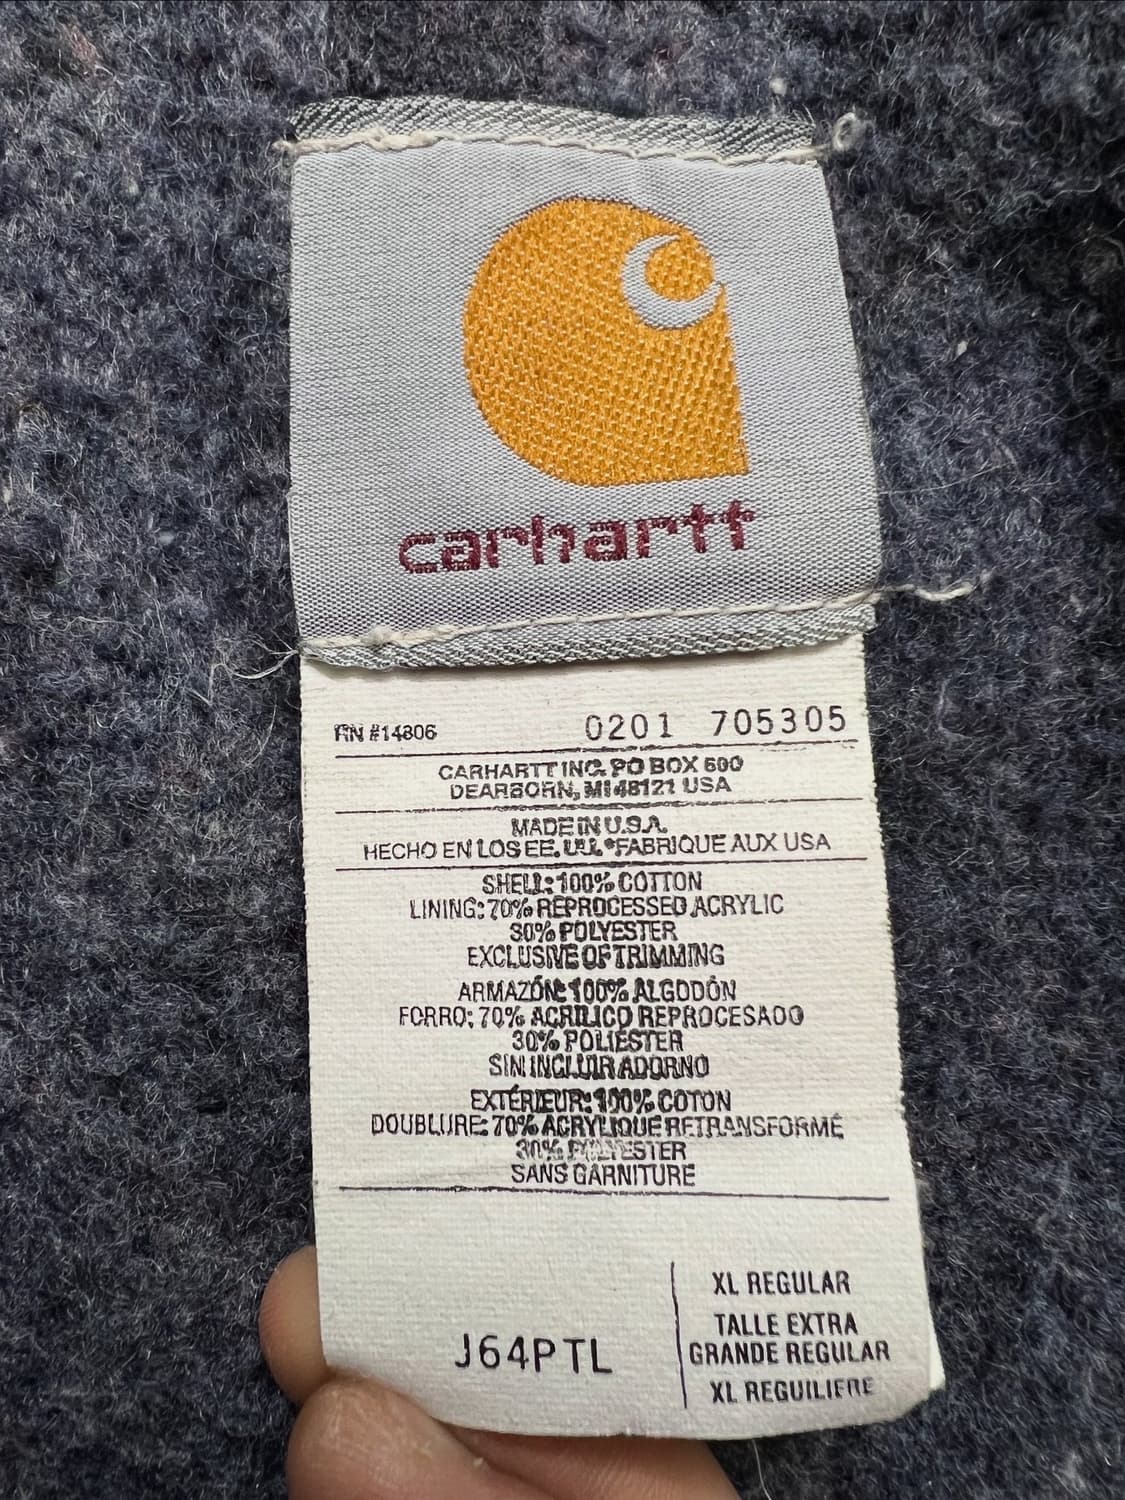 carhartt
RN #14806 0201 705305
CARHARTT INC. PO BOX 600
DEARBORN, MI 48121 USA
MADE IN U.S.A.
HECHO EN LOS EE. UU. *FABRIQUE AUX USA
SHELL: 100% COTTON
LINING: 70% REPROCESSED ACRYLIC
30% POLYESTER
EXCLUSIVE OF TRIMMING
ARMAZÓN: 100% ALGODÓN
FORRO: 70% ACRILICO REPROCESADO
30% POLIÉSTER
SIN INCLUIR ADORNO
EXTÉRIEUR: 100% COTON
DOUBLURE: 70% ACRYLIQUE RETRANSFORMÉ
30% POLYESTER
SANS GARNITURE
XL REGULAR
TALLE EXTRA
GRANDE REGULAR
XL REGUILIERE
J64PTL